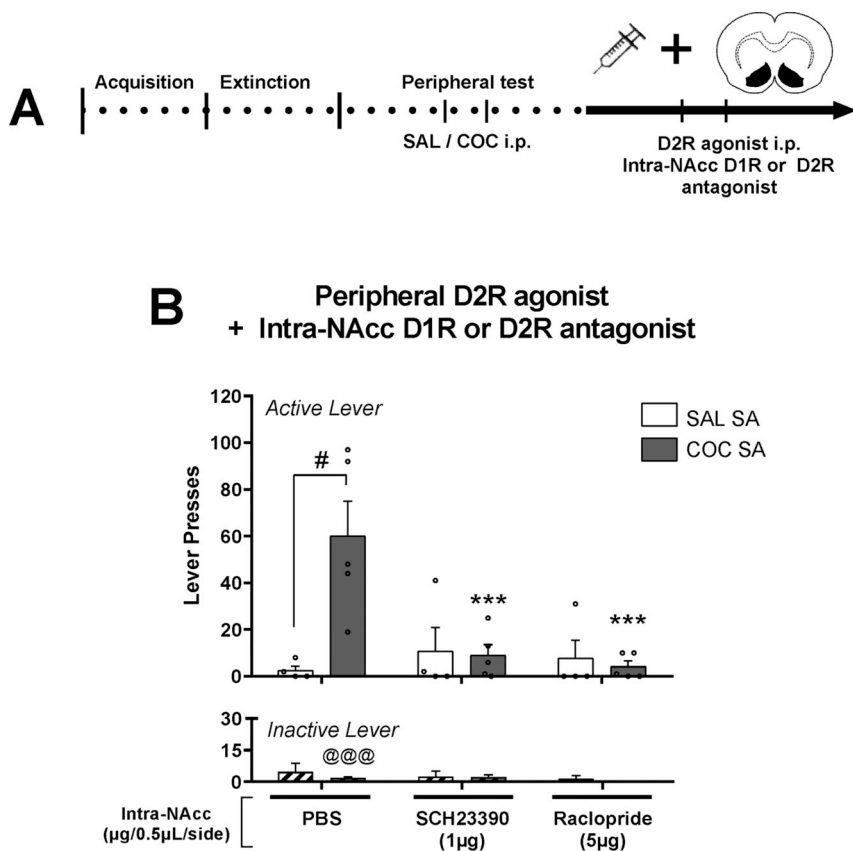 A
Acquisition
Extinction
Peripheral test
SAL / COC i.p.
+
D2R agonist i.p.
Intra-NAcc D1R or D2R
antagonist
B
Peripheral D2R agonist
+ Intra-NAcc D1R or D2R antagonist
Active Lever
SAL SA
COC SA
Lever Presses
120
100
80
60
40
20
0
#
***
***
Inactive Lever
30
15
0
@@@
Intra-NAcc
(µg/0.5µL/side)
PBS
SCH23390
(1µg)
Raclopride
(5µg)